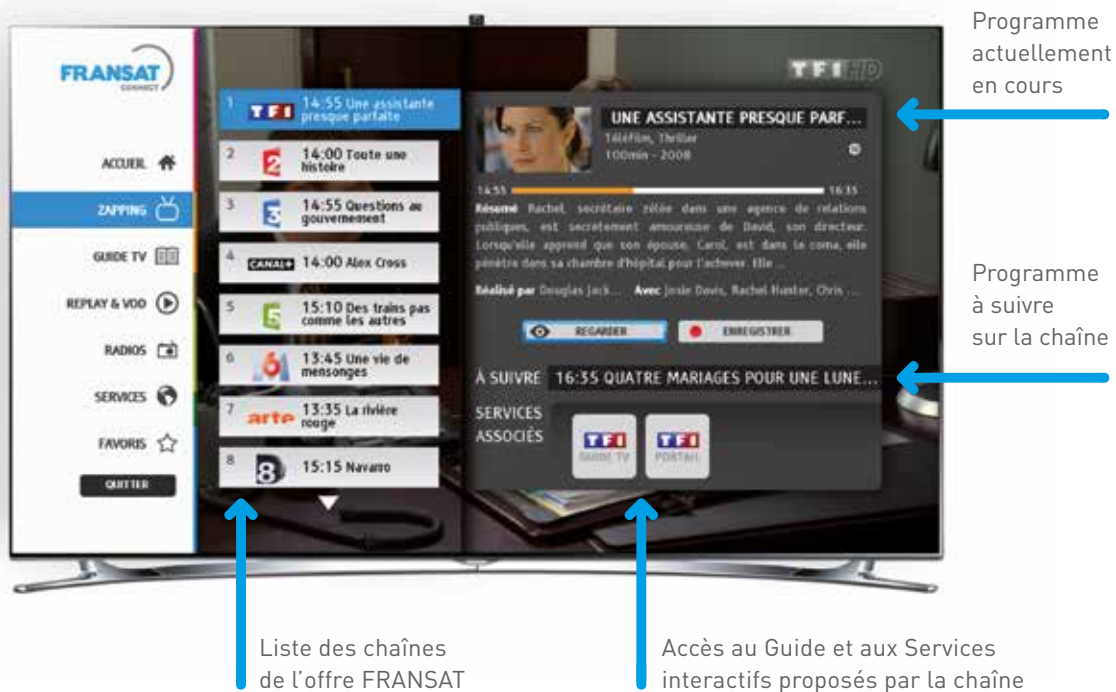 Programme
actuellement
en cours
FRANSAT
CONNECT
ACCUEIL
ZAPPING
GUIDE TV
REPLAY & VOD
RADIOS
SERVICES
FAVORIS
QUITTER
1 TF1 14:55 Une assistante
presque parfaite
2 2 14:00 Toute une
histoire
3 3 14:55 Questions au
gouvernement
4 CANAL+ 14:00 Alex Cross
5 5 15:10 Des trains pas
comme les autres
6 6 13:45 Une vie de
mensonges
7 arte 13:35 La rivière
rouge
8 8 15:15 Navarro
TF1 HD
UNE ASSISTANTE PRESQUE PARF...
Téléfilm, Thriller
100min - 2008
14:55 16:35
Résumé Rachel, secrétaire zélée dans une agence de relations
publiques, est secrètement amoureuse de David, son directeur.
Lorsqu'elle apprend que son épouse, Carol, est dans le coma, elle
pénètre dans sa chambre d'hôpital pour l'achever. Elle ...
Réalisé par Douglas Jack... Avec Josie Davis, Rachel Hunter, Chris ...
REGARDER ENREGISTRER
À SUIVRE 16:35 QUATRE MARIAGES POUR UNE LUNE...
SERVICES
ASSOCIÉS
TF1
GUIDE TV
TF1
PORTAIL
Programme
à suivre
sur la chaîne
Liste des chaînes
de l'offre FRANSAT
Accès au Guide et aux Services
interactifs proposés par la chaîne